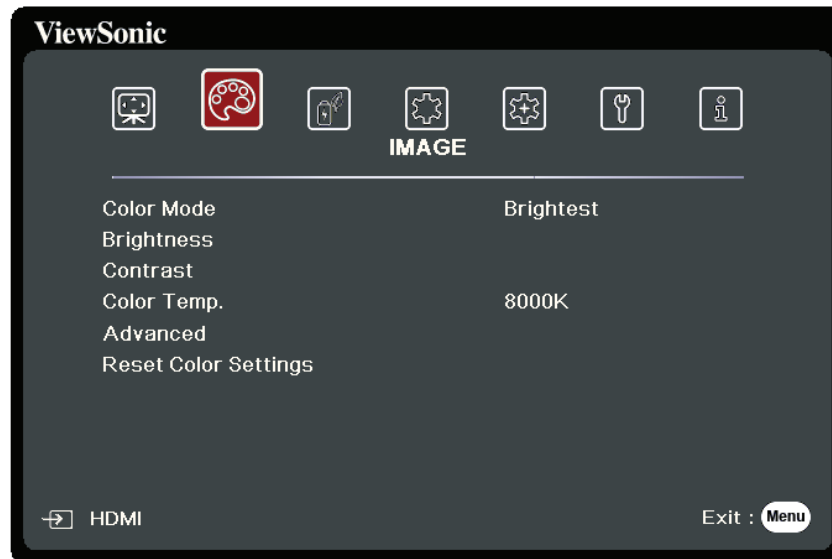 ViewSonic
IMAGE
Color Mode Brightest
Brightness
Contrast
Color Temp. 8000K
Advanced
Reset Color Settings
HDMI Exit : Menu